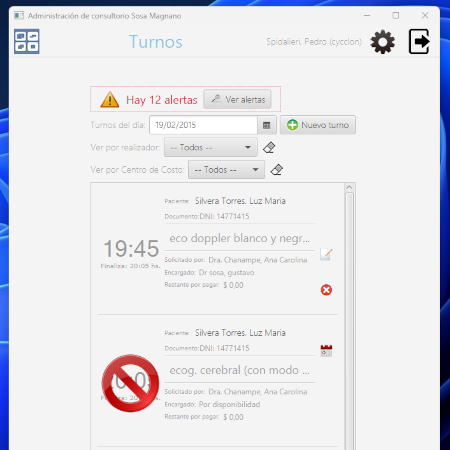 Administración de consultorio Sosa Magnano
Turnos
Spidalieri, Pedro (cycclon)
Hay 12 alertas
Ver alertas
Turnos del día: 19/02/2015
Nuevo turno
Ver por realizador: -- Todos --
Ver por Centro de Costo: -- Todos --
Paciente: Silvera Torres, Luz Maria
Documento:DNI: 14771415
19:45
Finaliza: 20:05 hs.
eco doppler blanco y negr...
Solicitado por: Dra. Chanampe, Ana Carolina
Encargado: Dr sosa, gustavo
Restante por pagar: $ 0,00
Paciente: Silvera Torres, Luz Maria
Documento:DNI: 14771415
20:05
ecog. cerebral (con modo ...
Solicitado por: Dra. Chanampe, Ana Carolina
Encargado: Por disponibilidad
Restante por pagar: $ 0,00